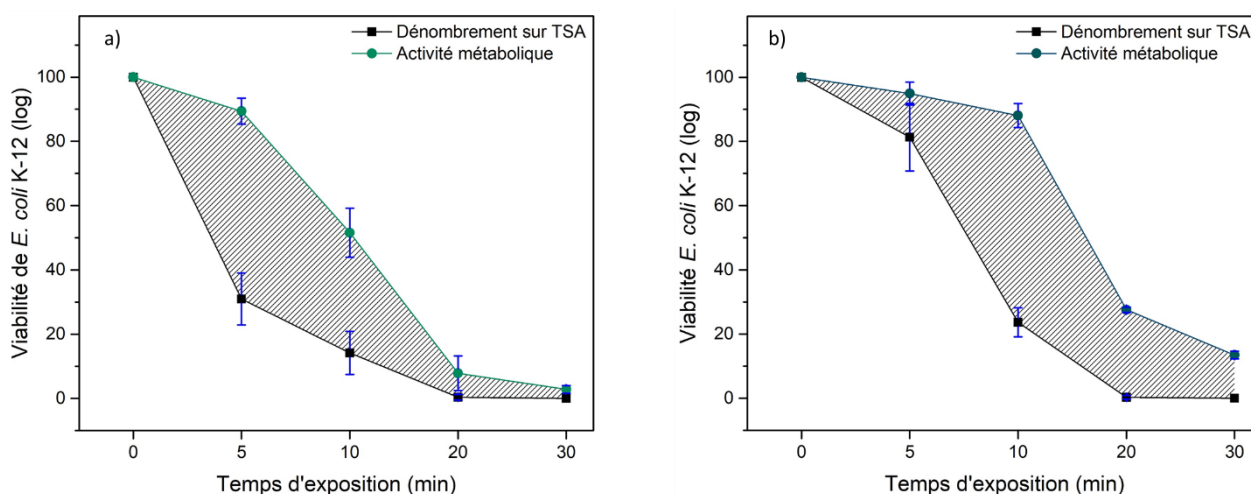 a)
Dénombrement sur TSA
Activité métabolique
Viabilité de E. coli K-12 (log)
100
80
60
40
20
0
0 5 10 20 30
Temps d'exposition (min)
b)
Dénombrement sur TSA
Activité métabolique
Viabilité E. coli K-12 (log)
100
80
60
40
20
0
0 5 10 20 30
Temps d'exposition (min)